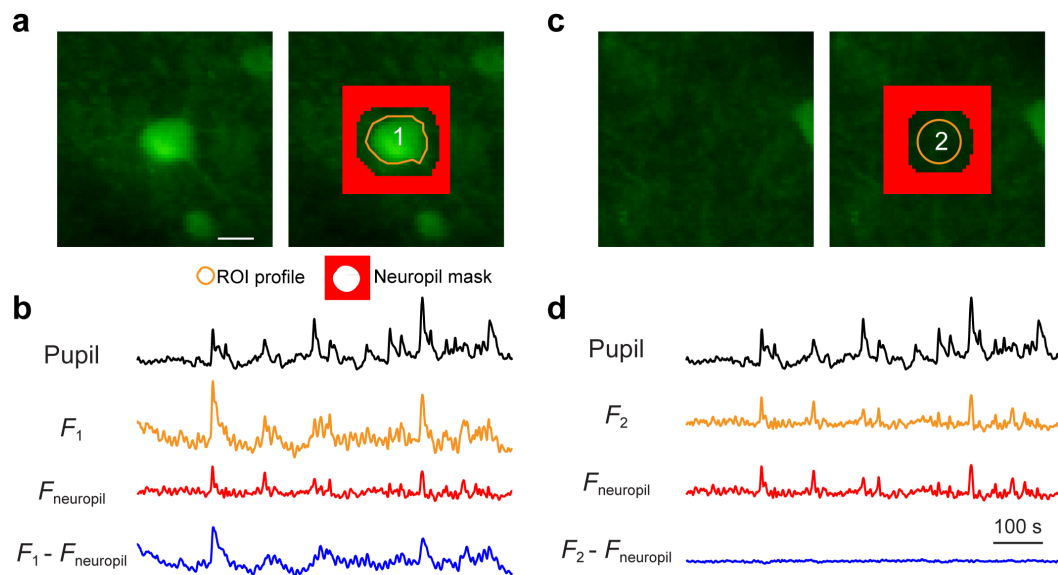 a
c
1
2
ROI profile
Neuropil mask
b
d
Pupil
Pupil
F1
F2
Fneuropil
Fneuropil
100 s
F1 - Fneuropil
F2 - Fneuropil